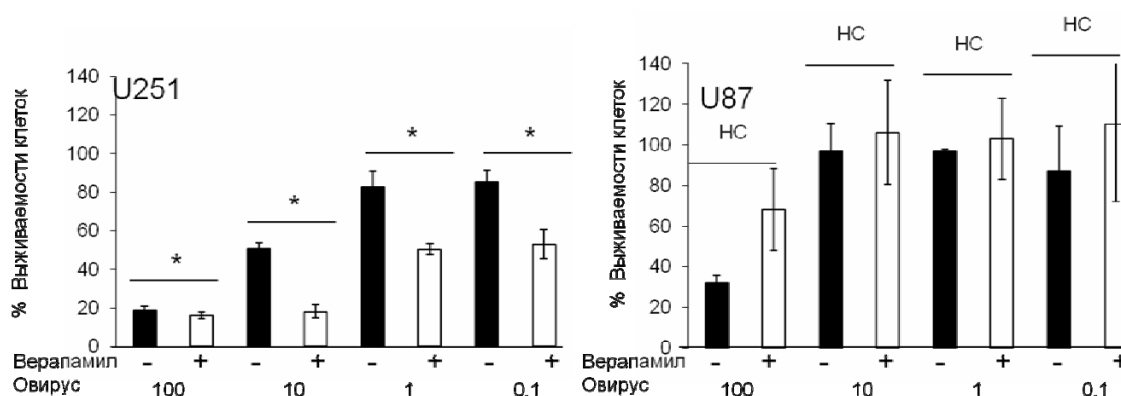 U251
% Выживаемости клеток
140
120
100
80
60
40
20
0
*
*
*
*
Верапамил - + - + - + - +
Овирус 100 10 1 0.1
U87
% Выживаемости клеток
140
120
100
80
60
40
20
0
НС
НС
НС
НС
Верапамил - + - + - + - +
Овирус 100 10 1 0.1